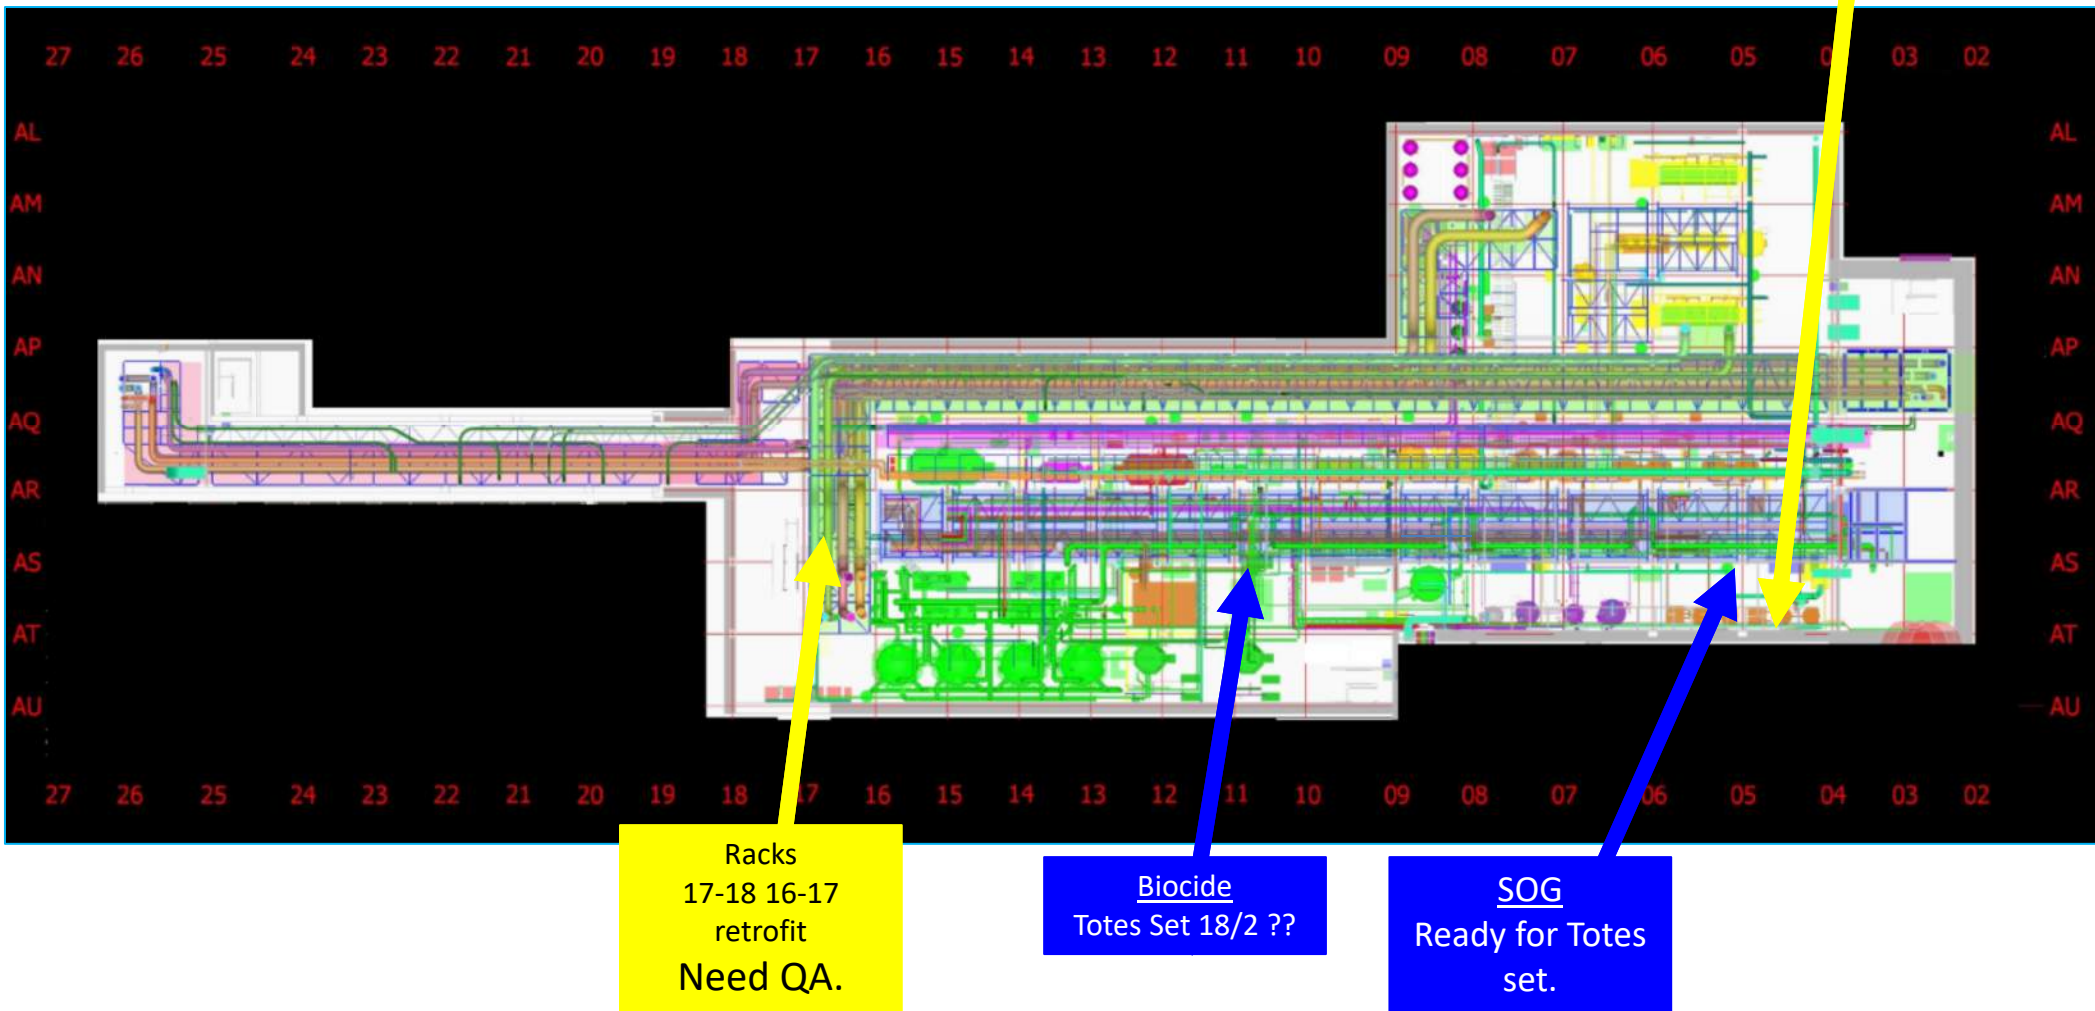 27 26 25 24 23 22 21 20 19 18 17 16 15 14 13 12 11 10 09 08 07 06 05 03 02
AL AL
AM AM
AN AN
AP AP
AQ AQ
AR AR
AS AS
AT AT
AU AU
27 26 25 24 23 22 21 20 19 18 17 16 15 14 13 12 11 10 09 08 07 06 05 04 03 02
Racks
17-18 16-17
retrofit
Need QA.
Biocide
Totes Set 18/2 ??
SOG
Ready for Totes
set.